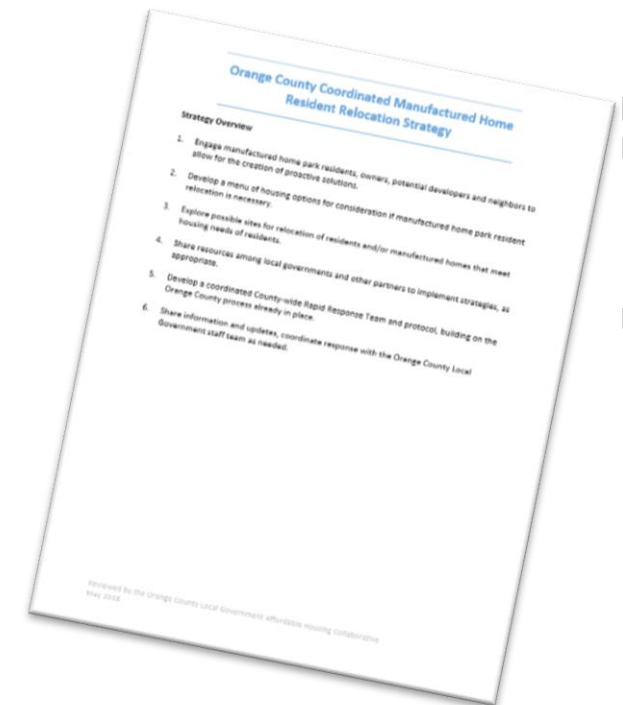 Orange County Coordinated Manufactured Home
Resident Relocation Strategy
Strategy Overview
1. Engage manufactured home park residents, owners, potential developers and neighbors to
allow for the creation of proactive solutions.
2. Develop a menu of housing options for consideration if manufactured home park resident
relocation is necessary.
3. Explore possible sites for relocation of residents and/or manufactured homes that meet
housing needs of residents.
4. Share resources among local governments and other partners to implement strategies, as
appropriate.
5. Develop a coordinated County-wide Rapid Response Team and protocol, building on the
Orange County process already in place.
6. Share information and updates, coordinate response with the Orange County Local
Government staff team as needed.
Reviewed by the Orange County Local Government Affordable Housing Collaborative
May 2018